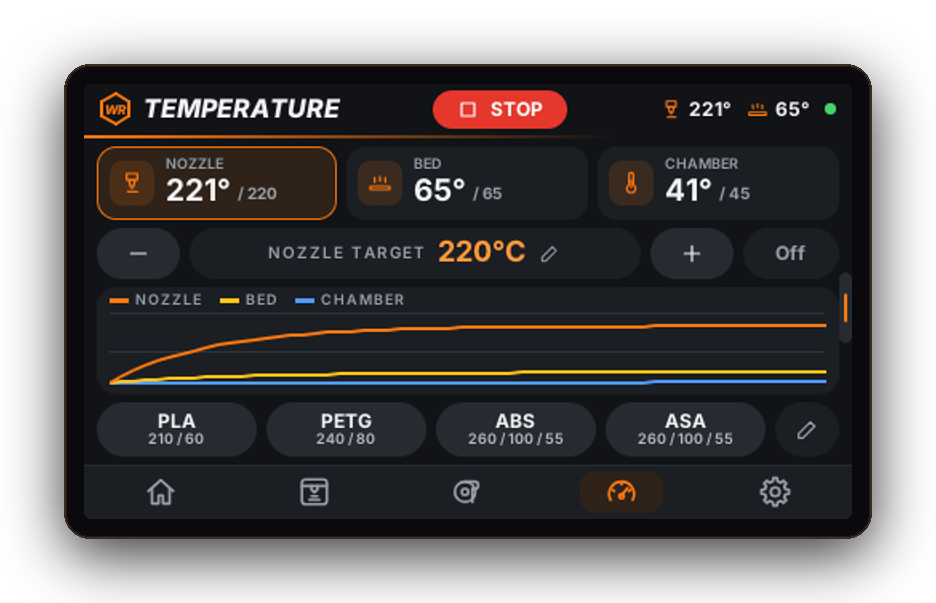 WR TEMPERATURE STOP 221° 65°
NOZZLE
221° / 220
BED
65° / 65
CHAMBER
41° / 45
− NOZZLE TARGET 220°C + Off
NOZZLE BED CHAMBER
PLA
210 / 60
PETG
240 / 80
ABS
260 / 100 / 55
ASA
260 / 100 / 55